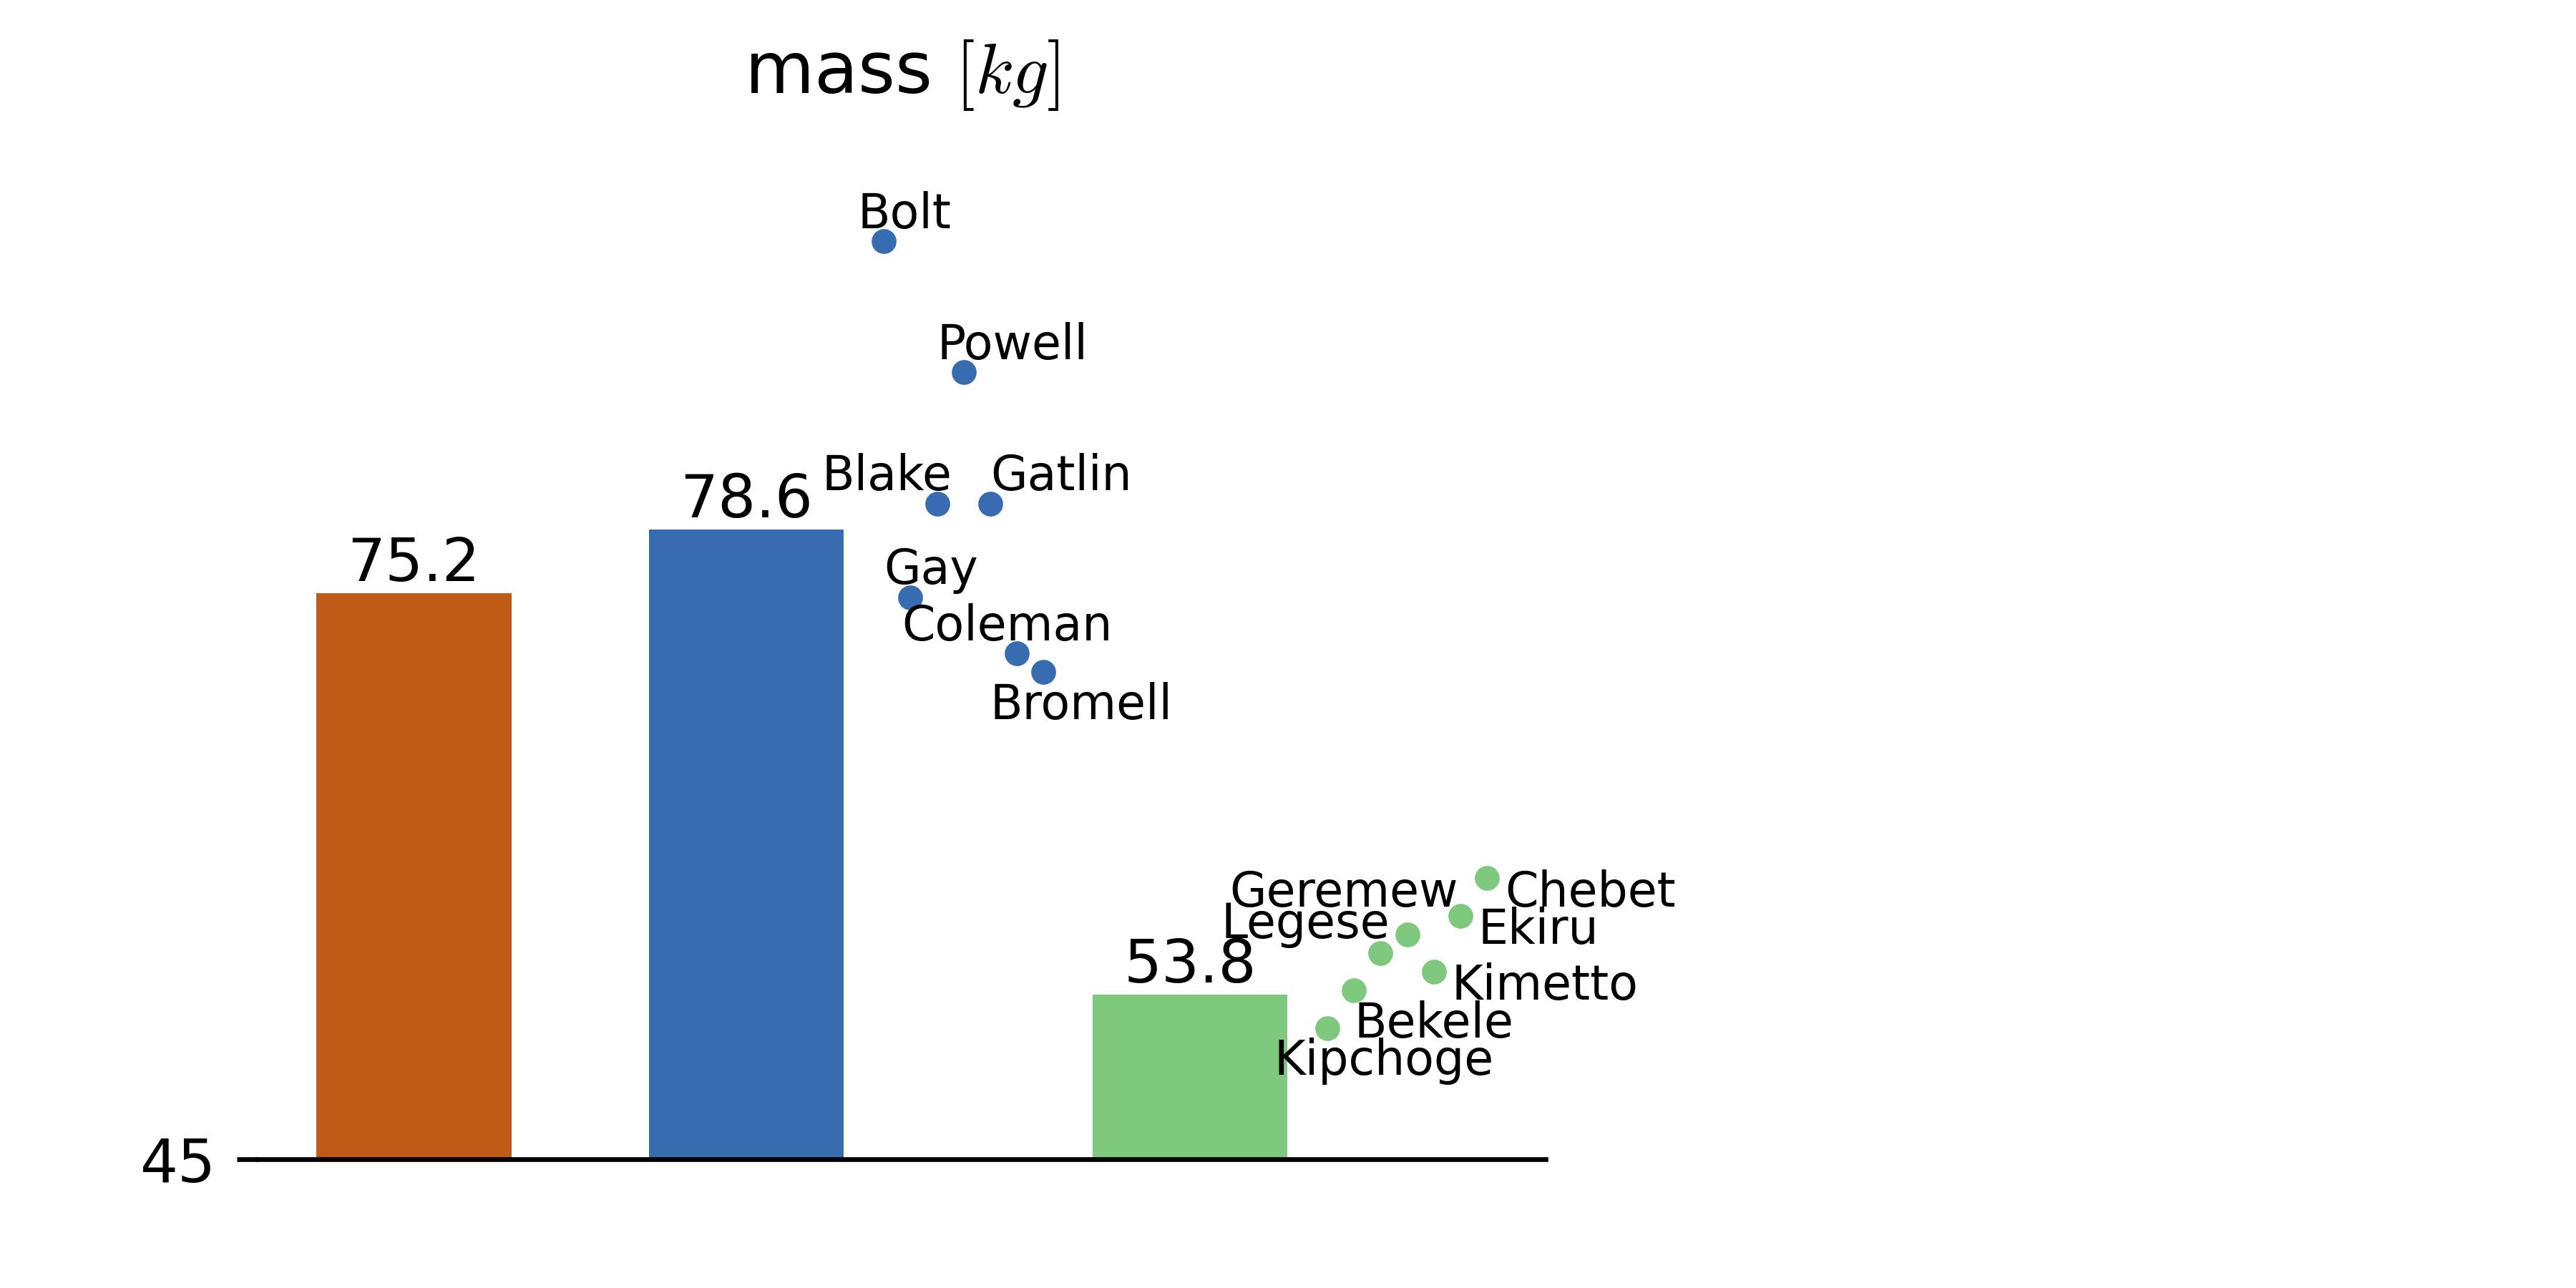 mass [kg]
Bolt
Powell
Blake
Gatlin
78.6
75.2
Gay
Coleman
Bromell
Geremew
Chebet
Legese
Ekiru
53.8
Kimetto
Bekele
Kipchoge
45